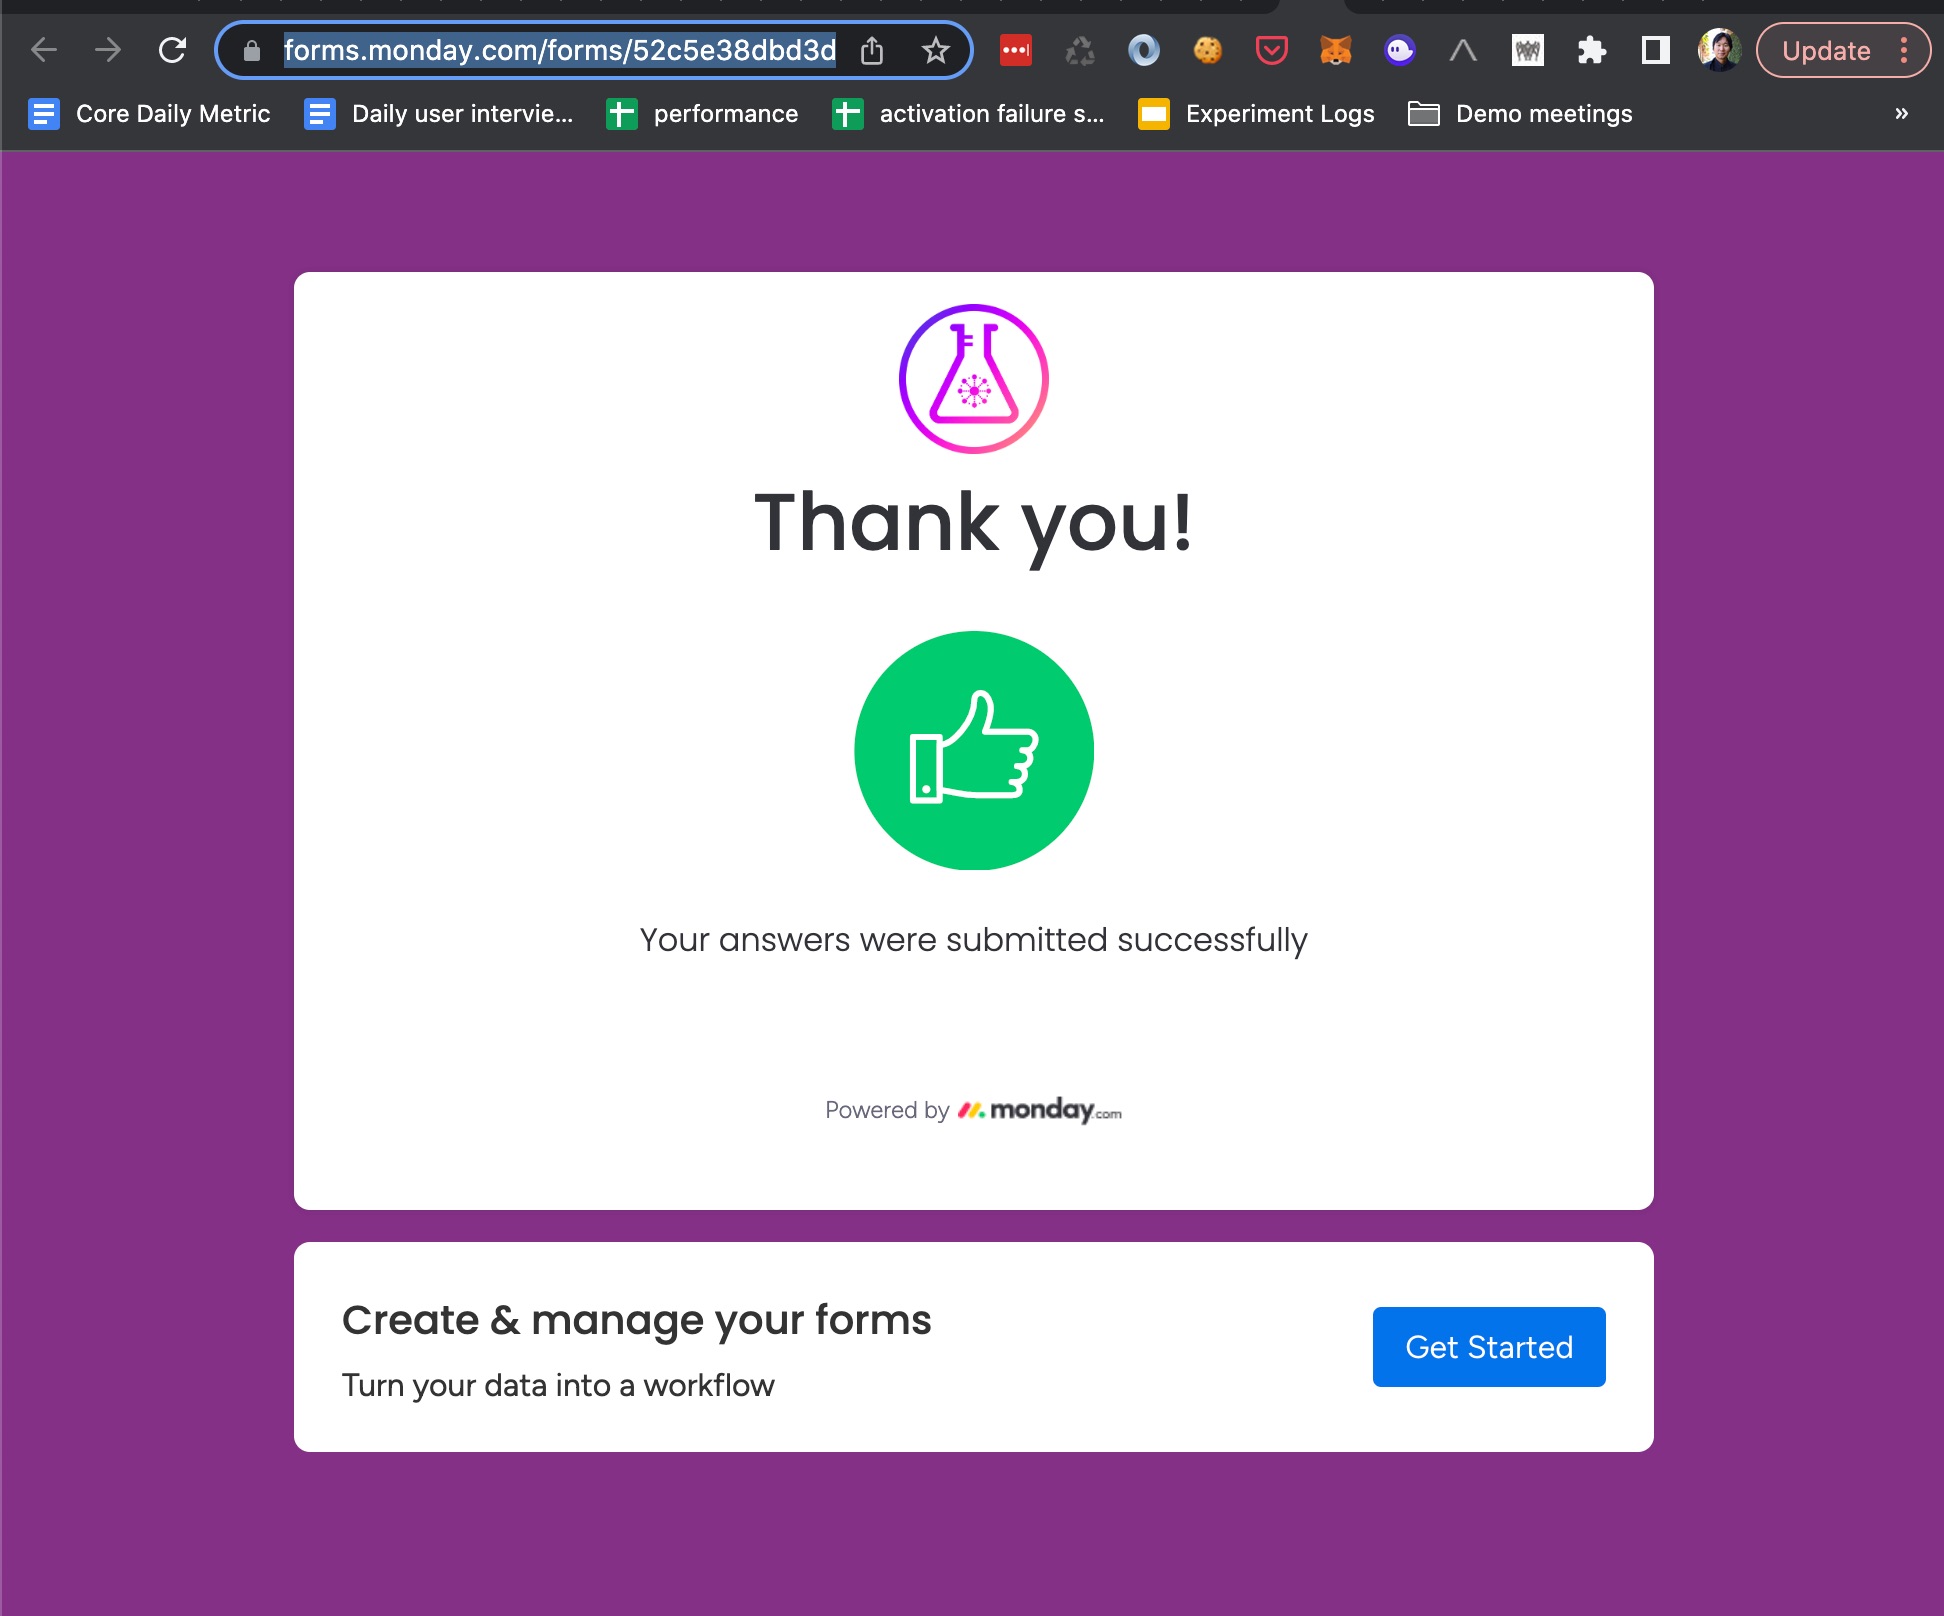 forms.monday.com/forms/52c5e38dbd3d
Update
Core Daily Metric
Daily user intervie...
performance
activation failure s...
Experiment Logs
Demo meetings
»
Thank you!
Your answers were submitted successfully
Powered by monday.com
Create & manage your forms
Turn your data into a workflow
Get Started